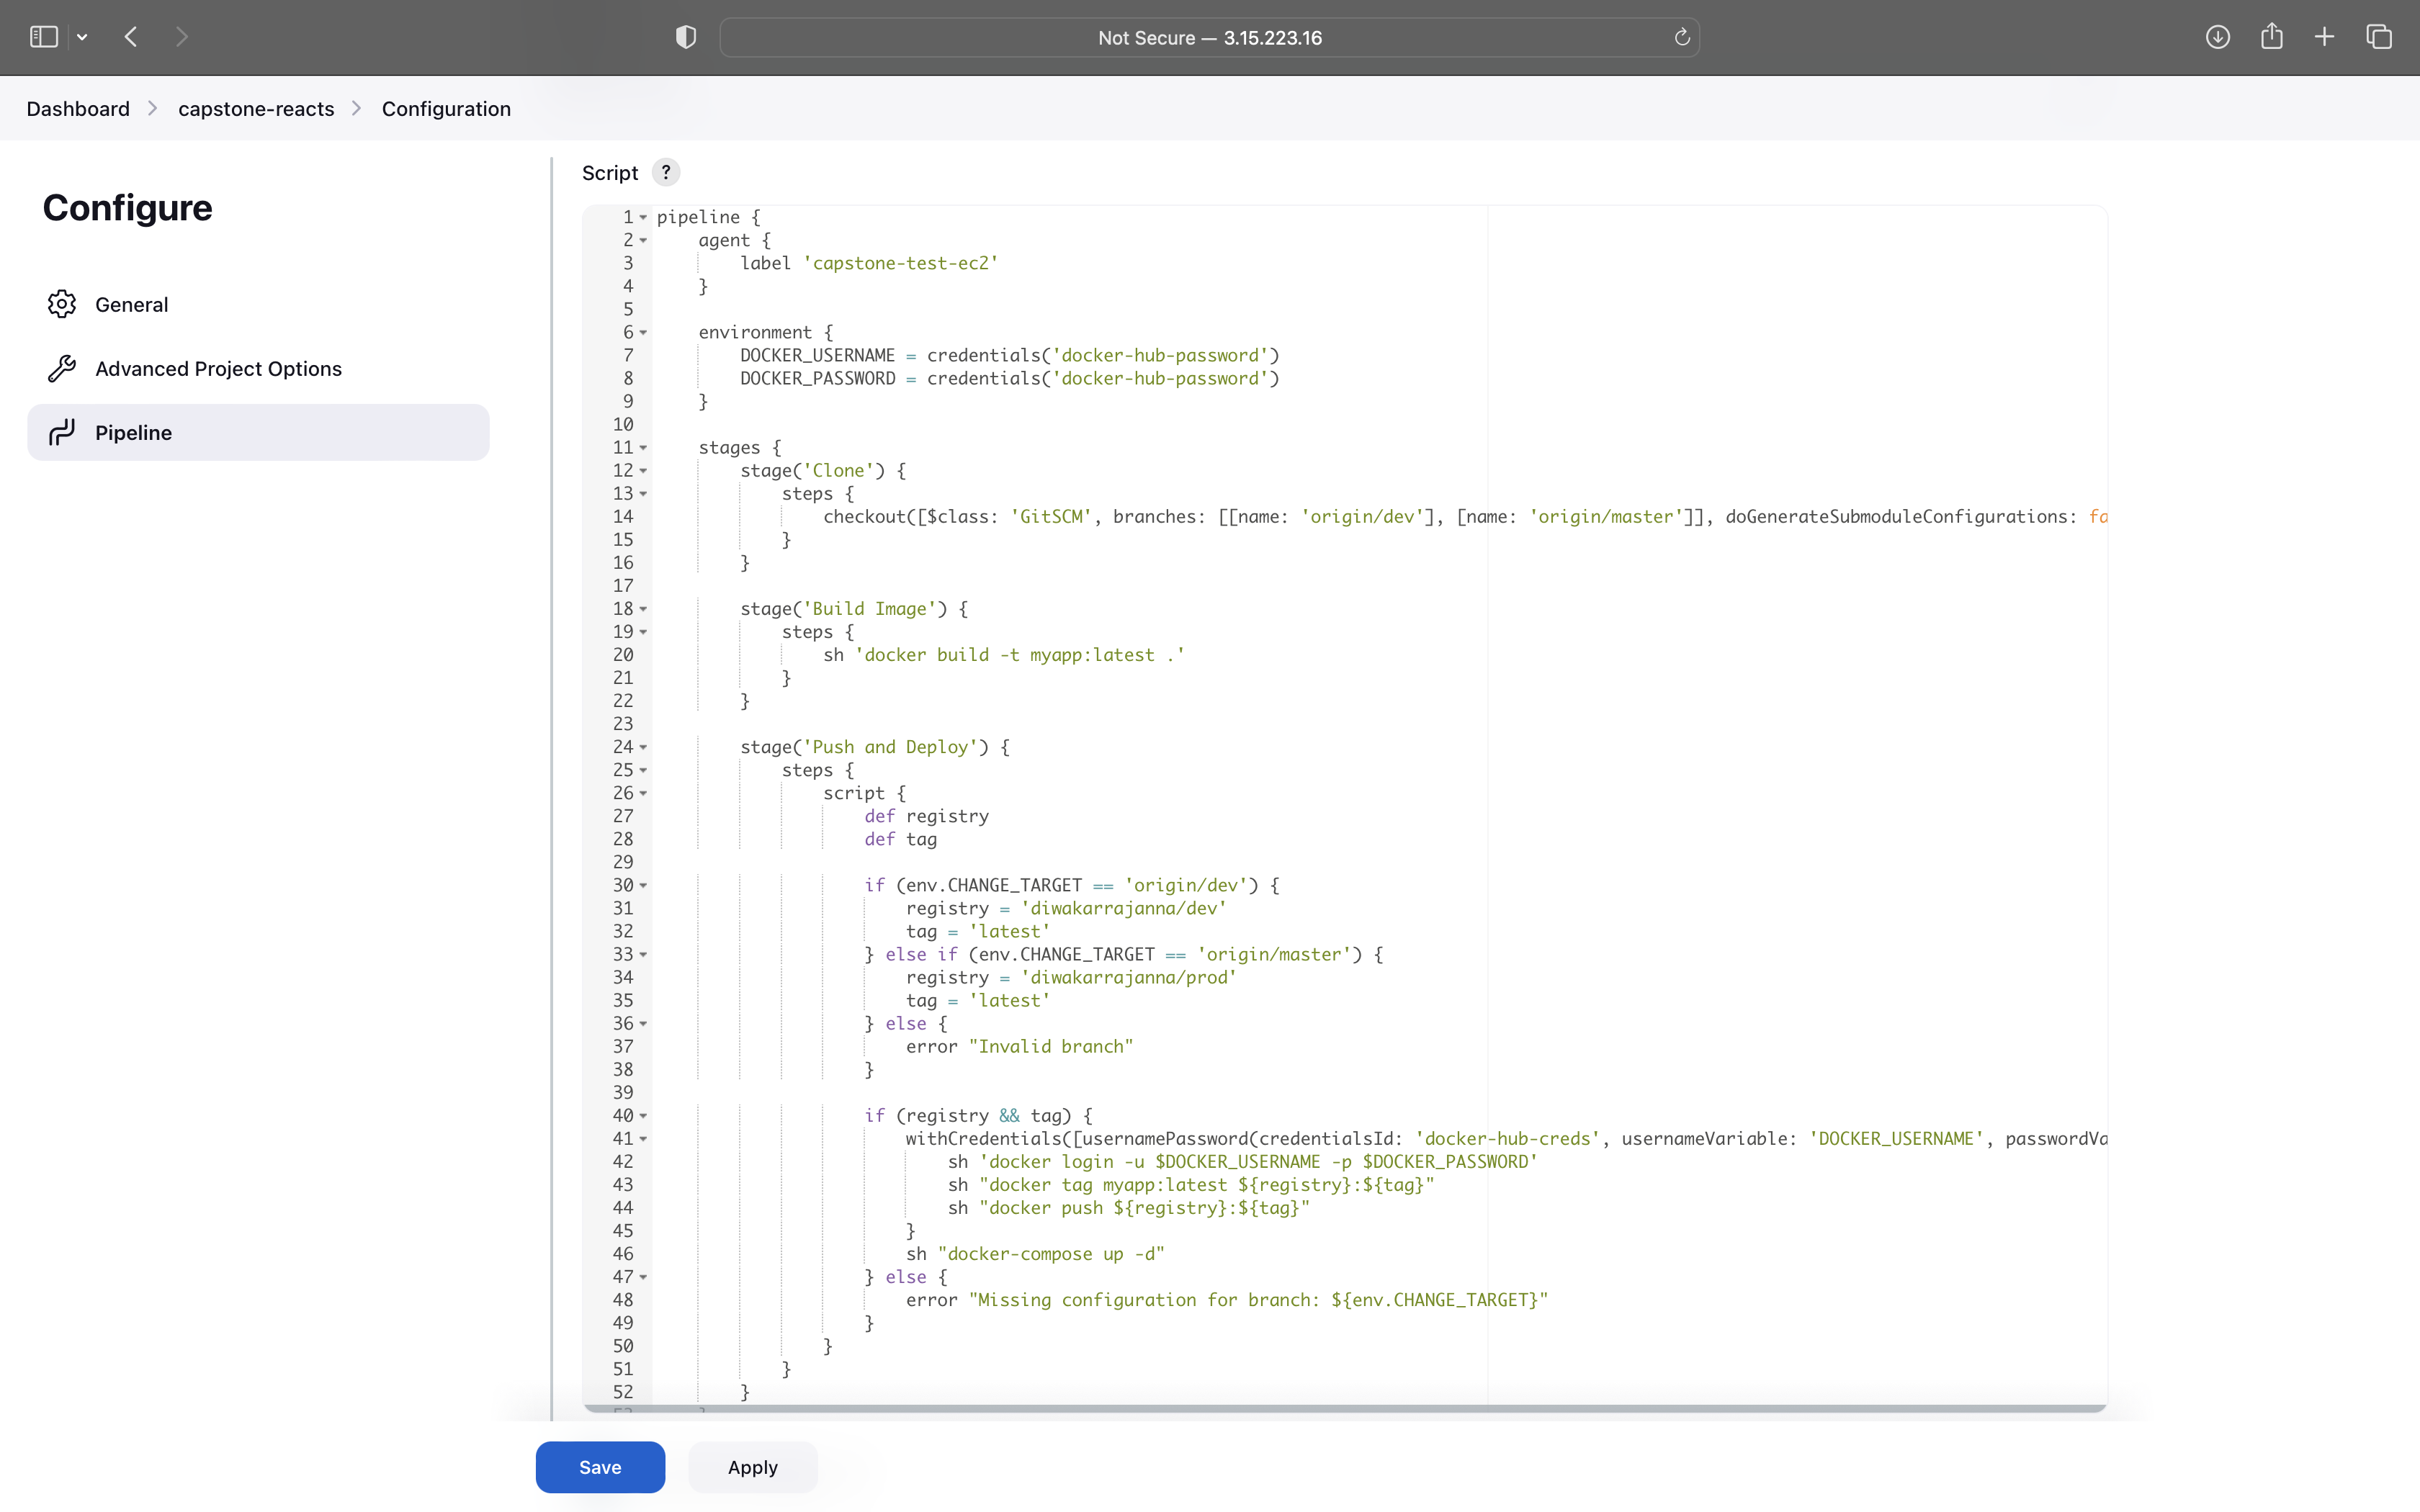 Not Secure — 3.15.223.16
Dashboard > capstone-reacts > Configuration
Configure
General
Advanced Project Options
Pipeline
Script ?
1 pipeline {
2     agent {
3         label 'capstone-test-ec2'
4     }
5
6     environment {
7         DOCKER_USERNAME = credentials('docker-hub-password')
8         DOCKER_PASSWORD = credentials('docker-hub-password')
9     }
10
11     stages {
12         stage('Clone') {
13             steps {
14                 checkout([$class: 'GitSCM', branches: [[name: 'origin/dev'], [name: 'origin/master']], doGenerateSubmoduleConfigurations: fa
15             }
16         }
17
18         stage('Build Image') {
19             steps {
20                 sh 'docker build -t myapp:latest .'
21             }
22         }
23
24         stage('Push and Deploy') {
25             steps {
26                 script {
27                     def registry
28                     def tag
29
30                     if (env.CHANGE_TARGET == 'origin/dev') {
31                         registry = 'diwakarrajanna/dev'
32                         tag = 'latest'
33                     } else if (env.CHANGE_TARGET == 'origin/master') {
34                         registry = 'diwakarrajanna/prod'
35                         tag = 'latest'
36                     } else {
37                         error "Invalid branch"
38                     }
39
40                     if (registry && tag) {
41                         withCredentials([usernamePassword(credentialsId: 'docker-hub-creds', usernameVariable: 'DOCKER_USERNAME', passwordVa
42                             sh 'docker login -u $DOCKER_USERNAME -p $DOCKER_PASSWORD'
43                             sh "docker tag myapp:latest ${registry}:${tag}"
44                             sh "docker push ${registry}:${tag}"
45                         }
46                         sh "docker-compose up -d"
47                     } else {
48                         error "Missing configuration for branch: ${env.CHANGE_TARGET}"
49                     }
50                 }
51             }
52         }
Save
Apply